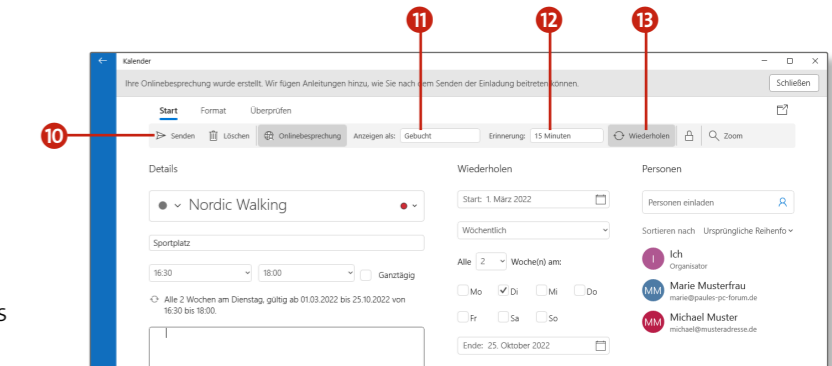 11 12 13
Kalender
Ihre Onlinebesprechung wurde erstellt. Wir fügen Anleitungen hinzu, wie Sie nach dem Senden der Einladung beitreten können.
Schließen
Start Format Überprüfen
10
Senden Löschen Onlinebesprechung Anzeigen als: Gebucht Erinnerung: 15 Minuten Wiederholen Zoom
Details
Nordic Walking
Sportplatz
16:30 18:00 Ganztägig
Alle 2 Wochen am Dienstag, gültig ab 01.03.2022 bis 25.10.2022 von
16:30 bis 18:00.
s
Wiederholen
Start: 1. März 2022
Wöchentlich
Alle 2 Woche(n) am:
Mo Di Mi Do
Fr Sa So
Ende: 25. Oktober 2022
Personen
Personen einladen
Sortieren nach Ursprüngliche Reihenfo
I Ich
Organisator
MM Marie Musterfrau
marie@paules-pc-forum.de
MM Michael Muster
michael@musteradresse.de